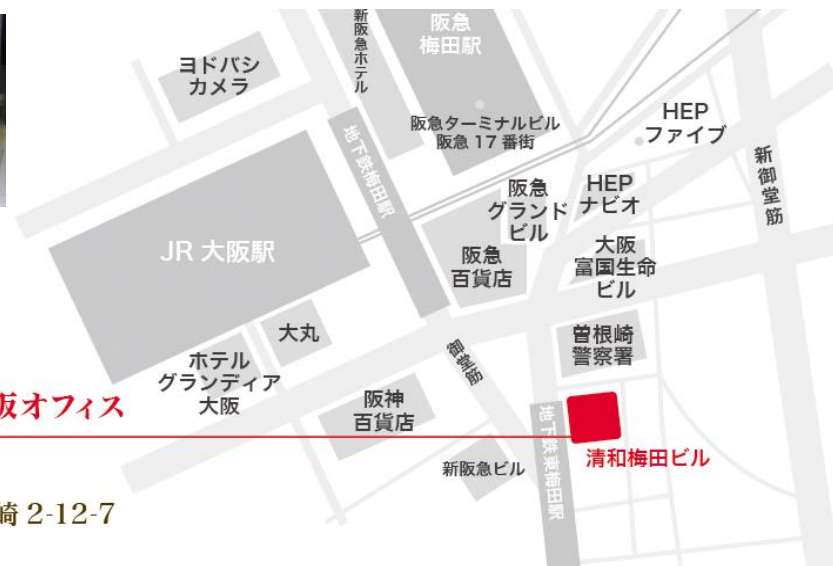 阪急
梅田駅
新阪急ホテル
ヨドバシ
カメラ
阪急ターミナルビル
阪急 17 番街
HEP
ファイブ
地下鉄梅田駅
新御堂筋
阪急
グランド
ビル
HEP
ナビオ
JR 大阪駅
阪急
百貨店
大阪
富国生命
ビル
大丸
曽根崎
警察署
御堂筋
ホテル
グランディア
大阪
阪神
百貨店
阪オフィス
地下鉄東梅田駅
新阪急ビル
清和梅田ビル
崎 2-12-7